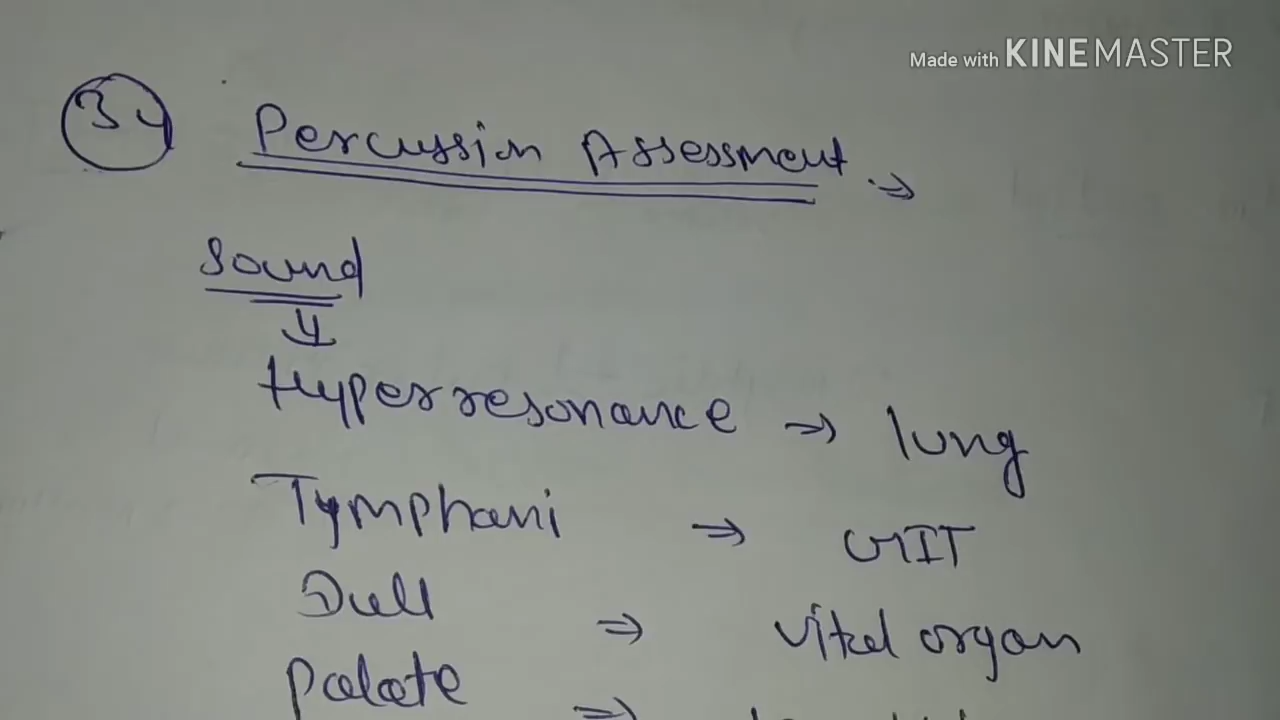 Made with KINEMASTER
34 Percussion Assessment :→
Sound
↓
Hyperresonance ⇒ lung
Tymphani ⇒ GIT
Dull ⇒ vital organ
Palate ⇒